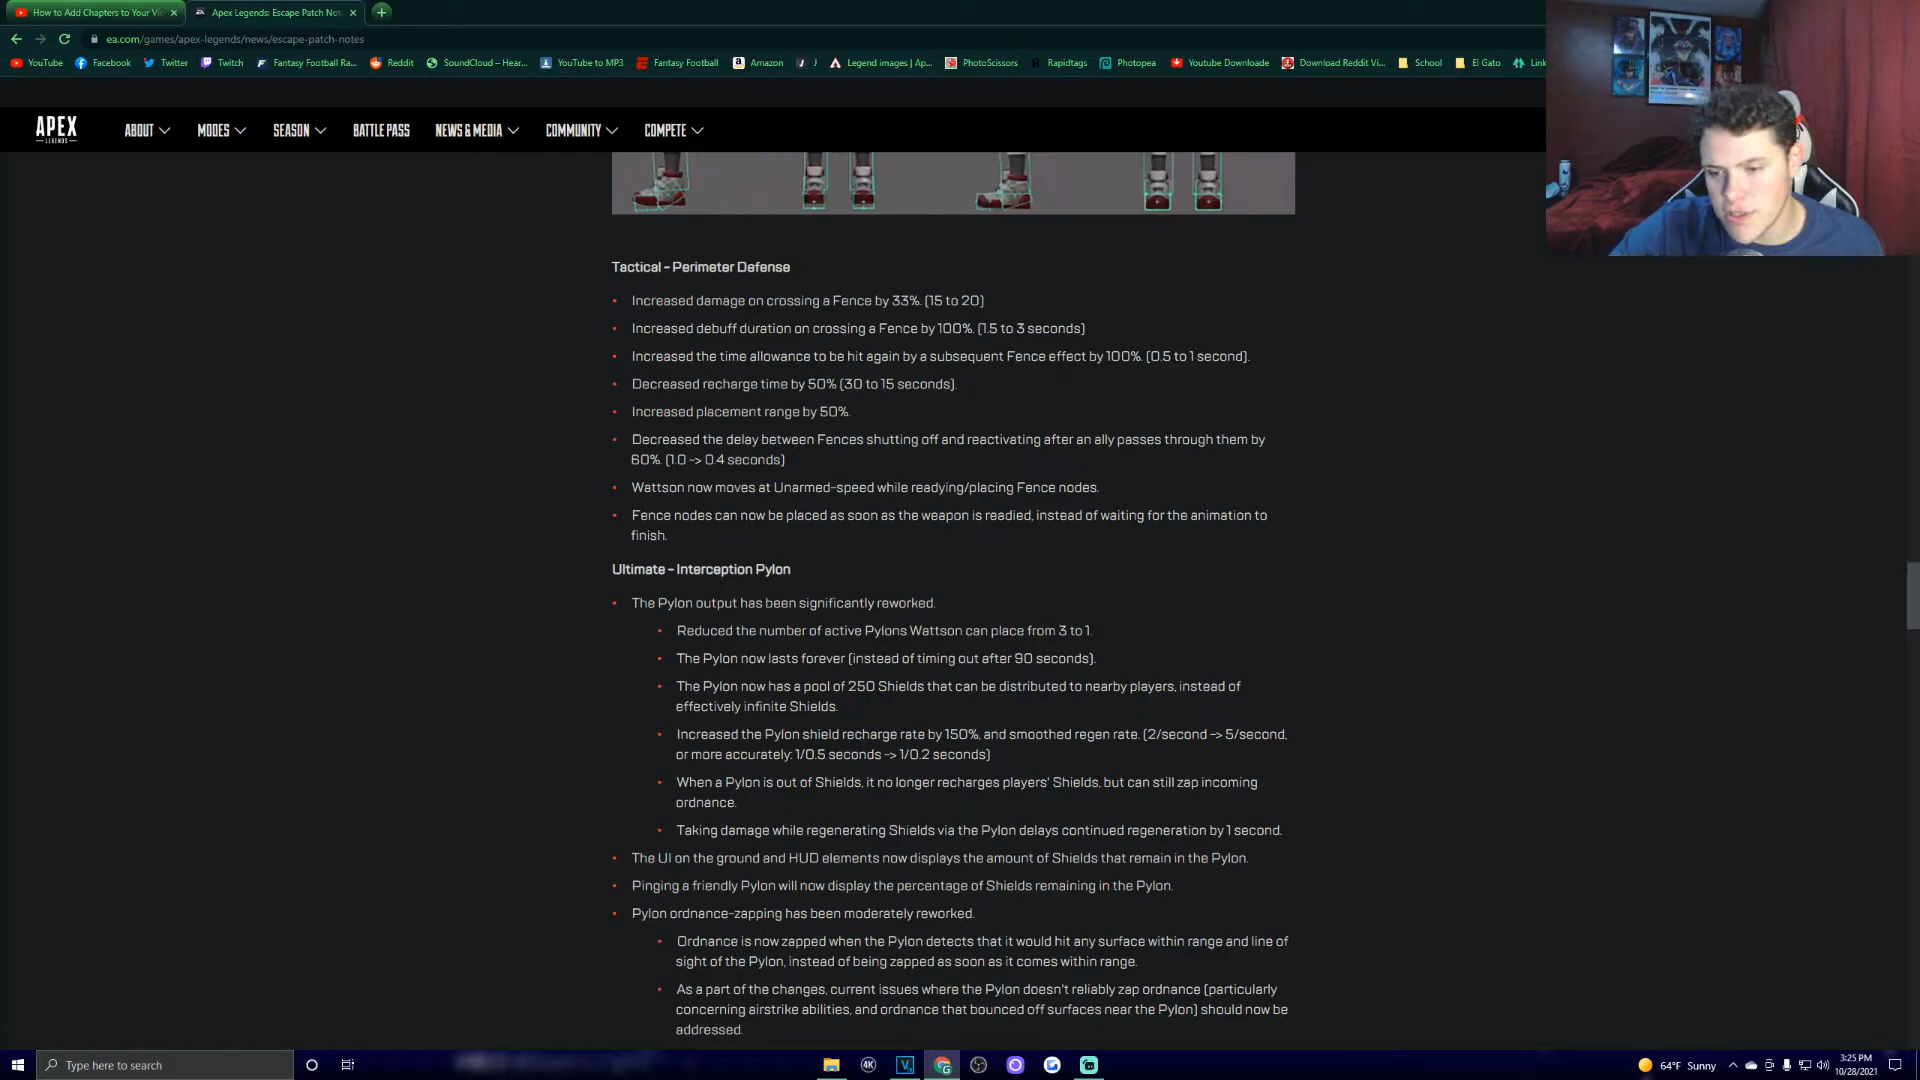 How to Add Chapters to Your Vi
Apex Legends: Escape Patch Not
ea.com/games/apex-legends/news/escape-patch-notes
YouTube
Facebook
Twitter
Twitch
Fantasy Football Ra...
Reddit
SoundCloud – Hear...
YouTube to MP3
Fantasy Football
Amazon
J
Legend images | Ap...
PhotoScissors
Rapidtags
Photopea
Youtube Downloade
Download Reddit Vi...
School
El Gato
Link
APEX
LEGENDS
ABOUT
MODES
SEASON
BATTLE PASS
NEWS & MEDIA
COMMUNITY
COMPETE
Tactical – Perimeter Defense
• Increased damage on crossing a Fence by 33%. (15 to 20)
• Increased debuff duration on crossing a Fence by 100%. (1.5 to 3 seconds)
• Increased the time allowance to be hit again by a subsequent Fence effect by 100%. (0.5 to 1 second).
• Decreased recharge time by 50% (30 to 15 seconds).
• Increased placement range by 50%.
• Decreased the delay between Fences shutting off and reactivating after an ally passes through them by
60%. (1.0 -> 0.4 seconds)
• Wattson now moves at Unarmed-speed while readying/placing Fence nodes.
• Fence nodes can now be placed as soon as the weapon is readied, instead of waiting for the animation to
finish.
Ultimate – Interception Pylon
• The Pylon output has been significantly reworked.
• Reduced the number of active Pylons Wattson can place from 3 to 1.
• The Pylon now lasts forever (instead of timing out after 90 seconds).
• The Pylon now has a pool of 250 Shields that can be distributed to nearby players, instead of
effectively infinite Shields.
• Increased the Pylon shield recharge rate by 150%, and smoothed regen rate. (2/second -> 5/second,
or more accurately: 1/0.5 seconds -> 1/0.2 seconds)
• When a Pylon is out of Shields, it no longer recharges players' Shields, but can still zap incoming
ordnance.
• Taking damage while regenerating Shields via the Pylon delays continued regeneration by 1 second.
• The UI on the ground and HUD elements now displays the amount of Shields that remain in the Pylon.
• Pinging a friendly Pylon will now display the percentage of Shields remaining in the Pylon.
• Pylon ordnance-zapping has been moderately reworked.
• Ordnance is now zapped when the Pylon detects that it would hit any surface within range and line of
sight of the Pylon, instead of being zapped as soon as it comes within range.
• As a part of the changes, current issues where the Pylon doesn't reliably zap ordnance (particularly
concerning airstrike abilities, and ordnance that bounced off surfaces near the Pylon) should now be
addressed.
Type here to search
4K
64°F Sunny
3:25 PM
10/28/2021